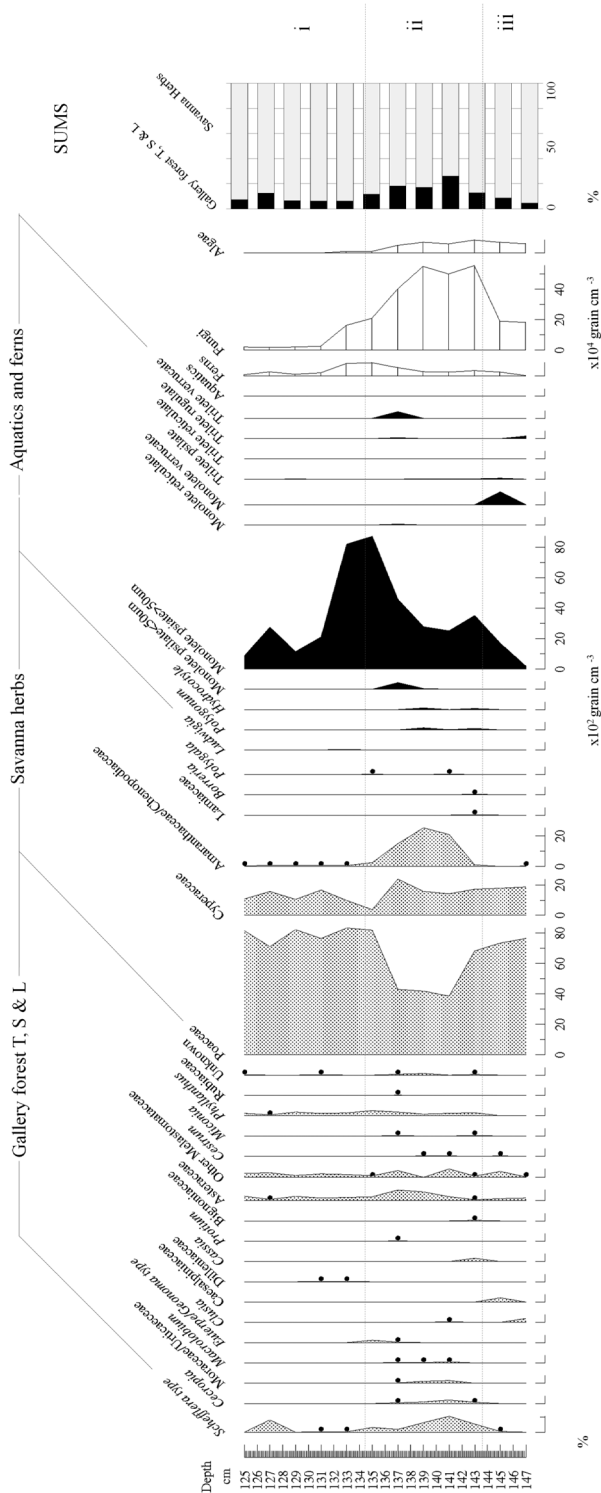 Gallery forest T, S & L
Savanna herbs
Aquatics and ferns
SUMS
Depth
cm
Schefflera type
Cecropia
Moraceae/Urticaceae
Macrolobium
Euterpe/Geonoma type
Clusia
Caesalpiniaceae
Dilleniaceae
Cassia
Protium
Bignoniaceae
Asteraceae
Other Melastomataceae
Cestrum
Miconia
Phyllanthus
Rubiaceae
Unknown
Poaceae
Cyperaceae
Amaranthaceae/Chenopodiaceae
Lamiaceae
Borreria
Polygala
Ludwigia
Polygonum
Hydrocotyle
Monolete psilate<50um
Monolete psiate>50um
Monolete reticulate
Monolete verrucate
Trilete psilate
Trilete reticulate
Trilete rugulate
Trilete verrucate
Aquatics
Ferns
Fungi
Algae
Gallery forest T, S & L
Savanna Herbs
125
126
127
128
129
130
131
132
133
134
135
136
137
138
139
140
141
142
143
144
145
146
147
0 20 40 60 80
0 20
0 20
0 20 40 60 80
0 20 40
0 50 100
%
x10² grain cm -³
x10⁴ grain cm -³
%
i
ii
iii